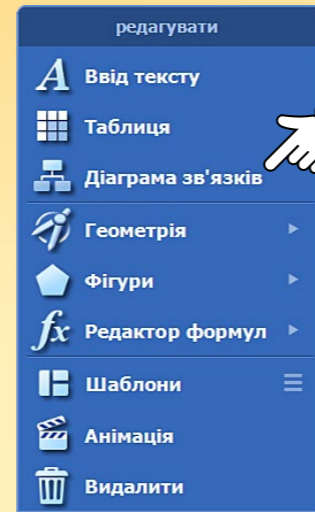 редагувати
Ввід тексту
Таблиця
Діаграма зв'язків
Геометрія
Фігури
Редактор формул
Шаблони
Анімація
Видалити